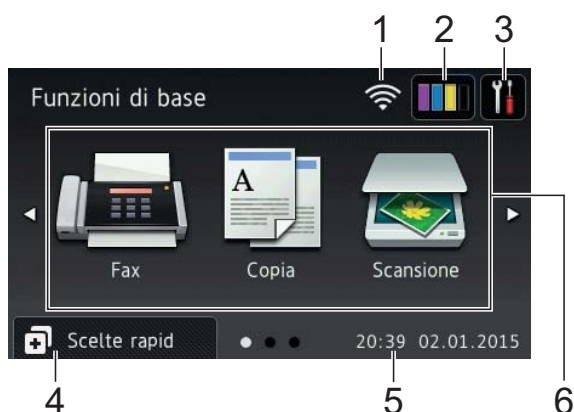 1 2 3
Funzioni di base
A
Fax Copia Scansione
Scelte rapid 20:39 02.01.2015
4 5 6